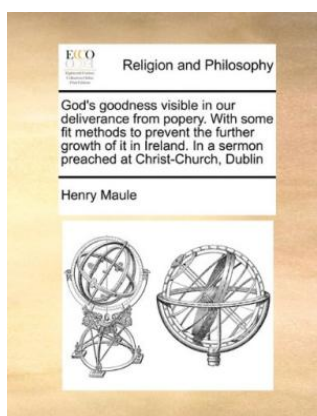 ECCO
Religion and Philosophy
God's goodness visible in our
deliverance from popery. With some
fit methods to prevent the further
growth of it in Ireland. In a sermon
preached at Christ-Church, Dublin
Henry Maule